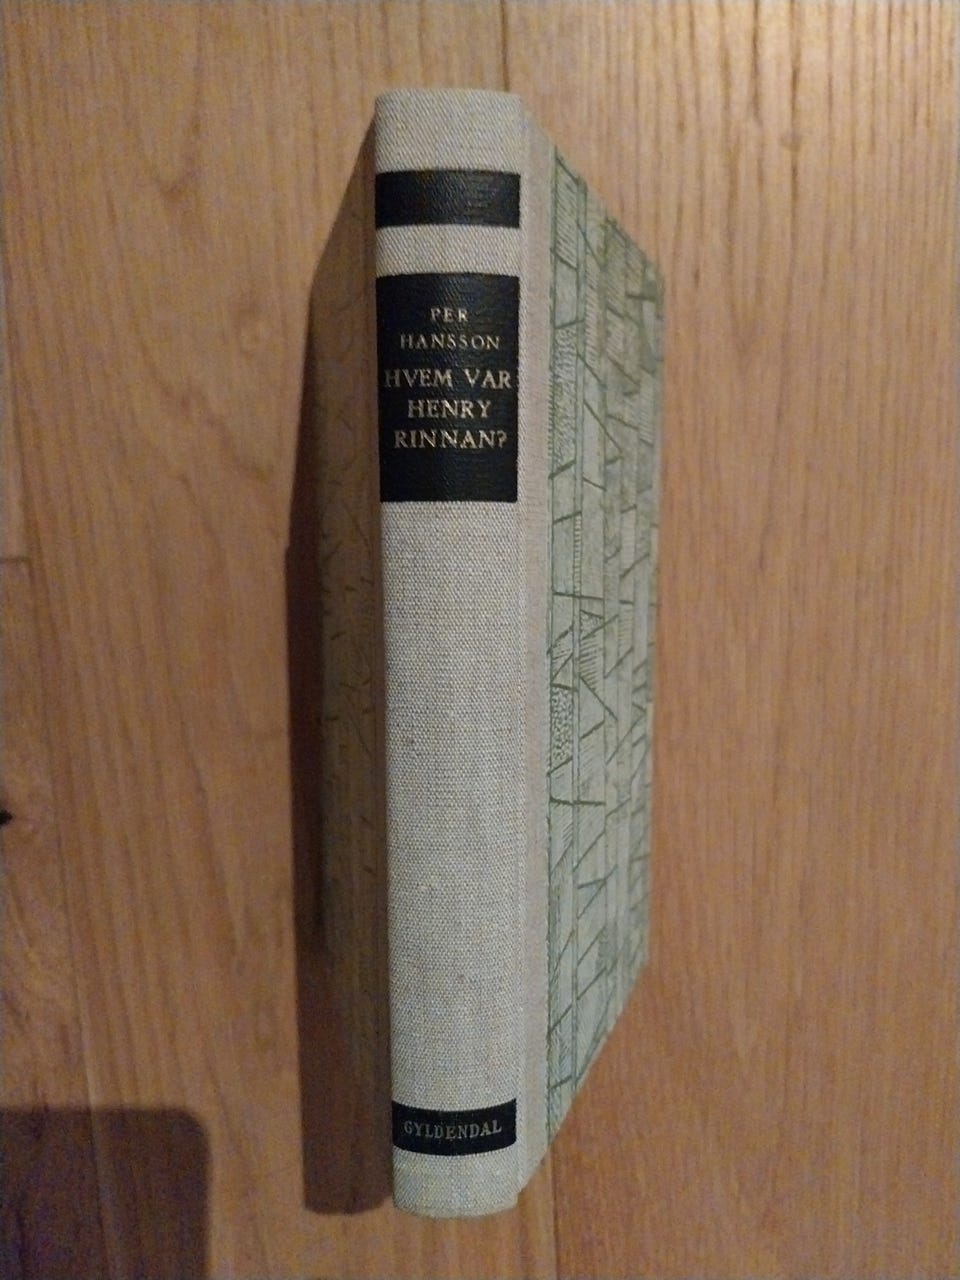 PER
HANSSON
HVEM VAR
HENRY
RINNAN?
GYLDENDAL